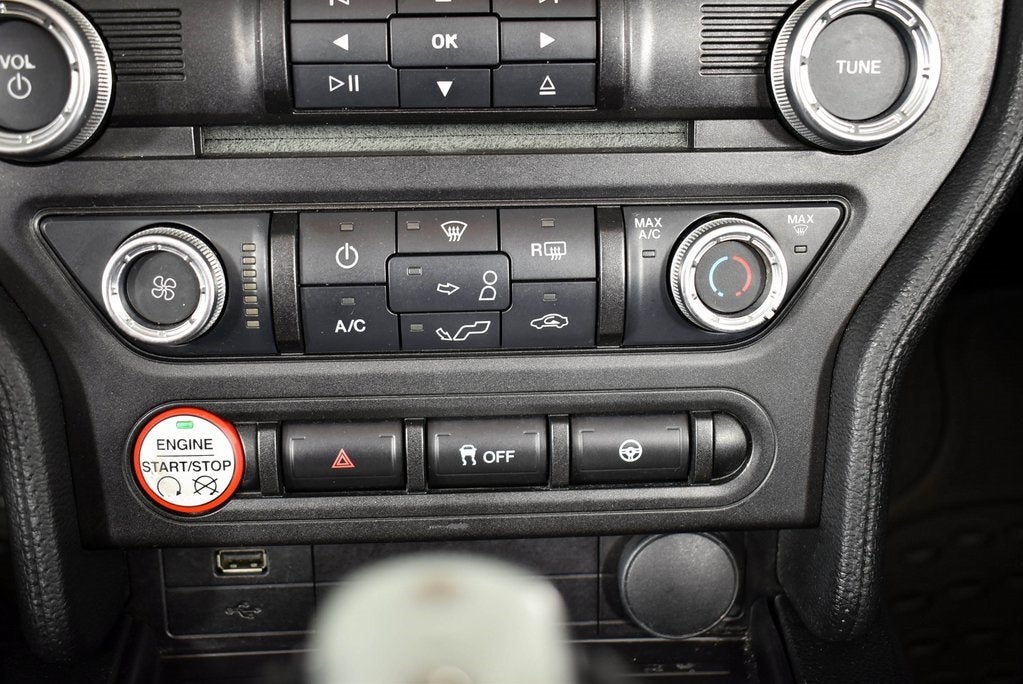 VOL
OK
TUNE
MAX
A/C
MAX
R
A/C
ENGINE
START/STOP
OFF